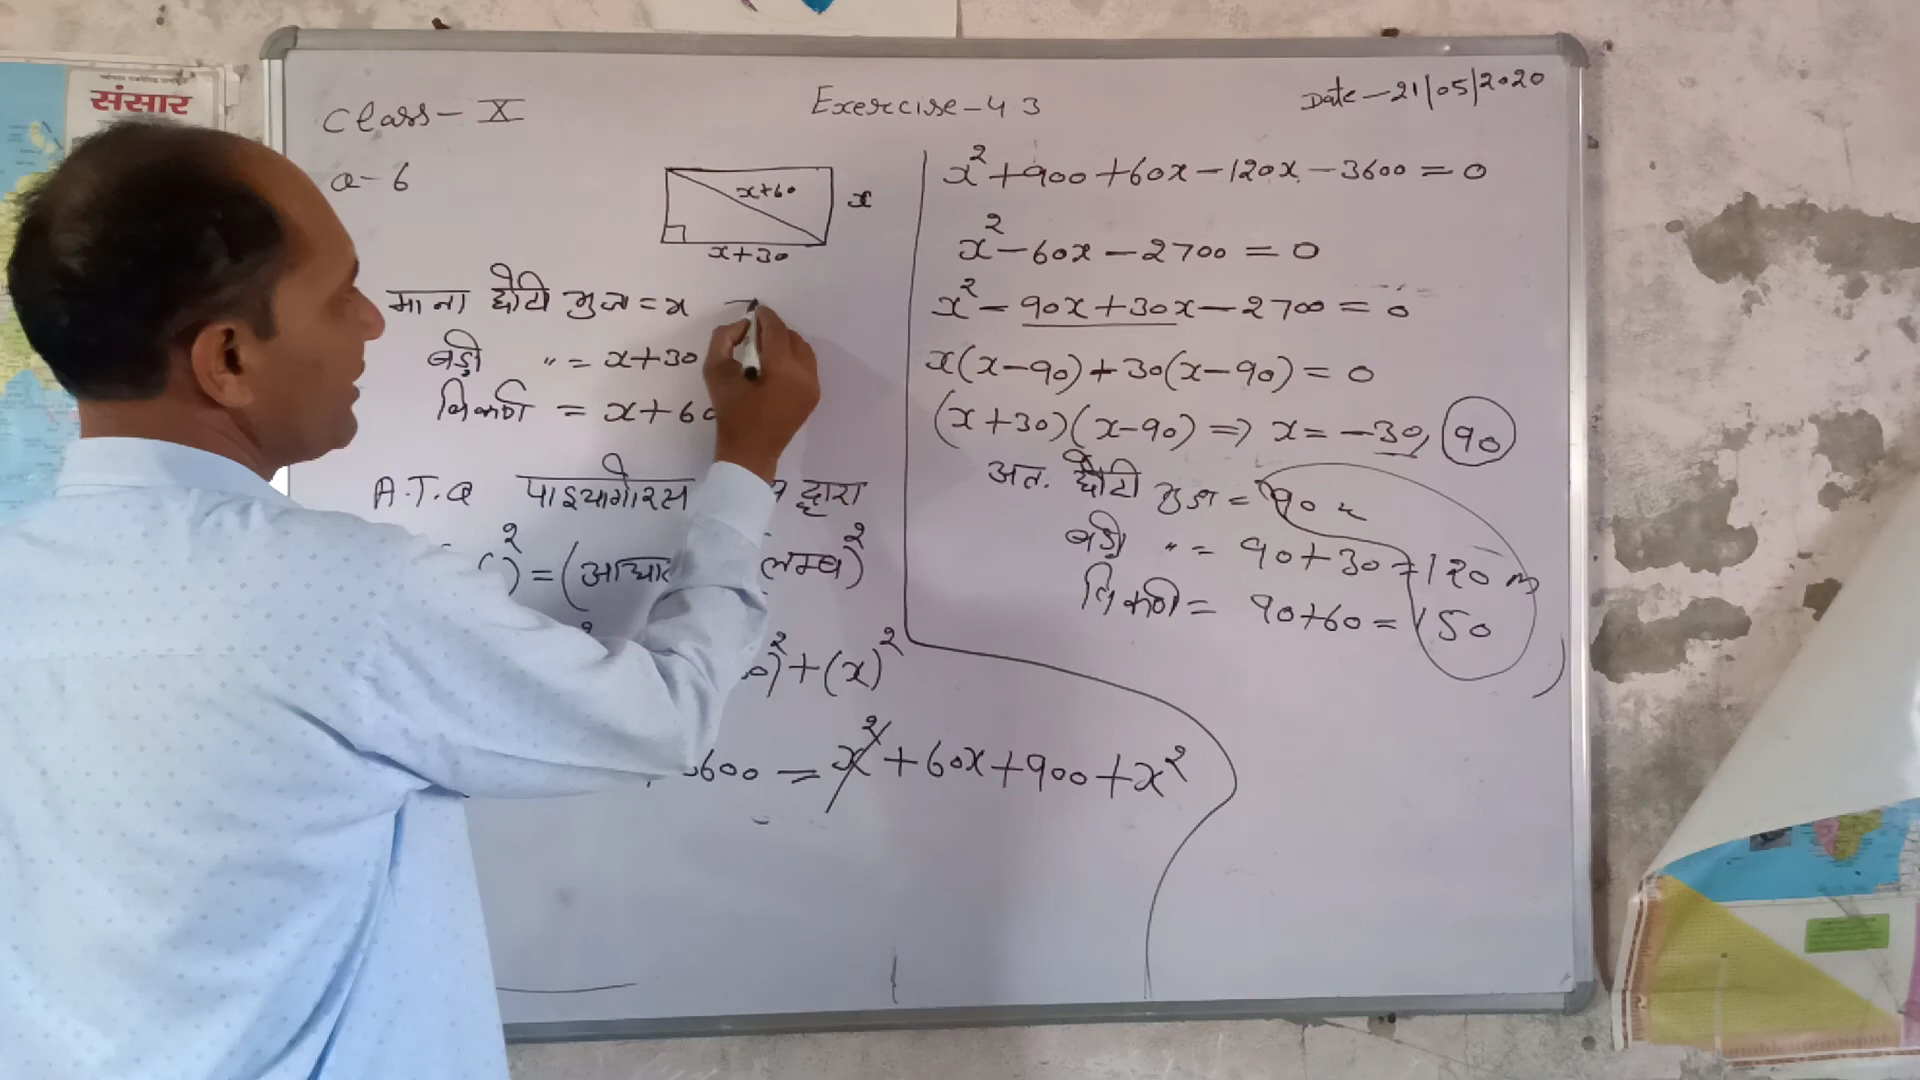 संसार
Class - X
Exercise - 4 3
Date - 21/05/2020
Q - 6
x+60
x
x+30
माना छोटी भुजा = x
बड़ी " = x+30
विकर्ण = x+60
A.T.Q पाइथागोरस द्वारा
)² = (आधार लम्ब)²
)² + (x)²
3600 = x² + 60x + 900 + x²
x² + 900 + 60x - 120x - 3600 = 0
x² - 60x - 2700 = 0
x² - 90x + 30x - 2700 = 0
x(x-90) + 30(x-90) = 0
(x+30)(x-90) => x = -30, 90
अत. छोटी भुजा = 90 m
बड़ी " = 90+30 = 120 m
विकर्ण = 90+60 = 150